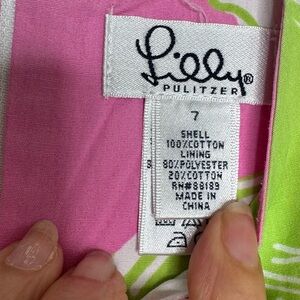 Lilly®
PULITZER
7
SHELL
100%COTTON
LINING
80%POLYESTER
20%COTTON
RN#88189
MADE IN
CHINA